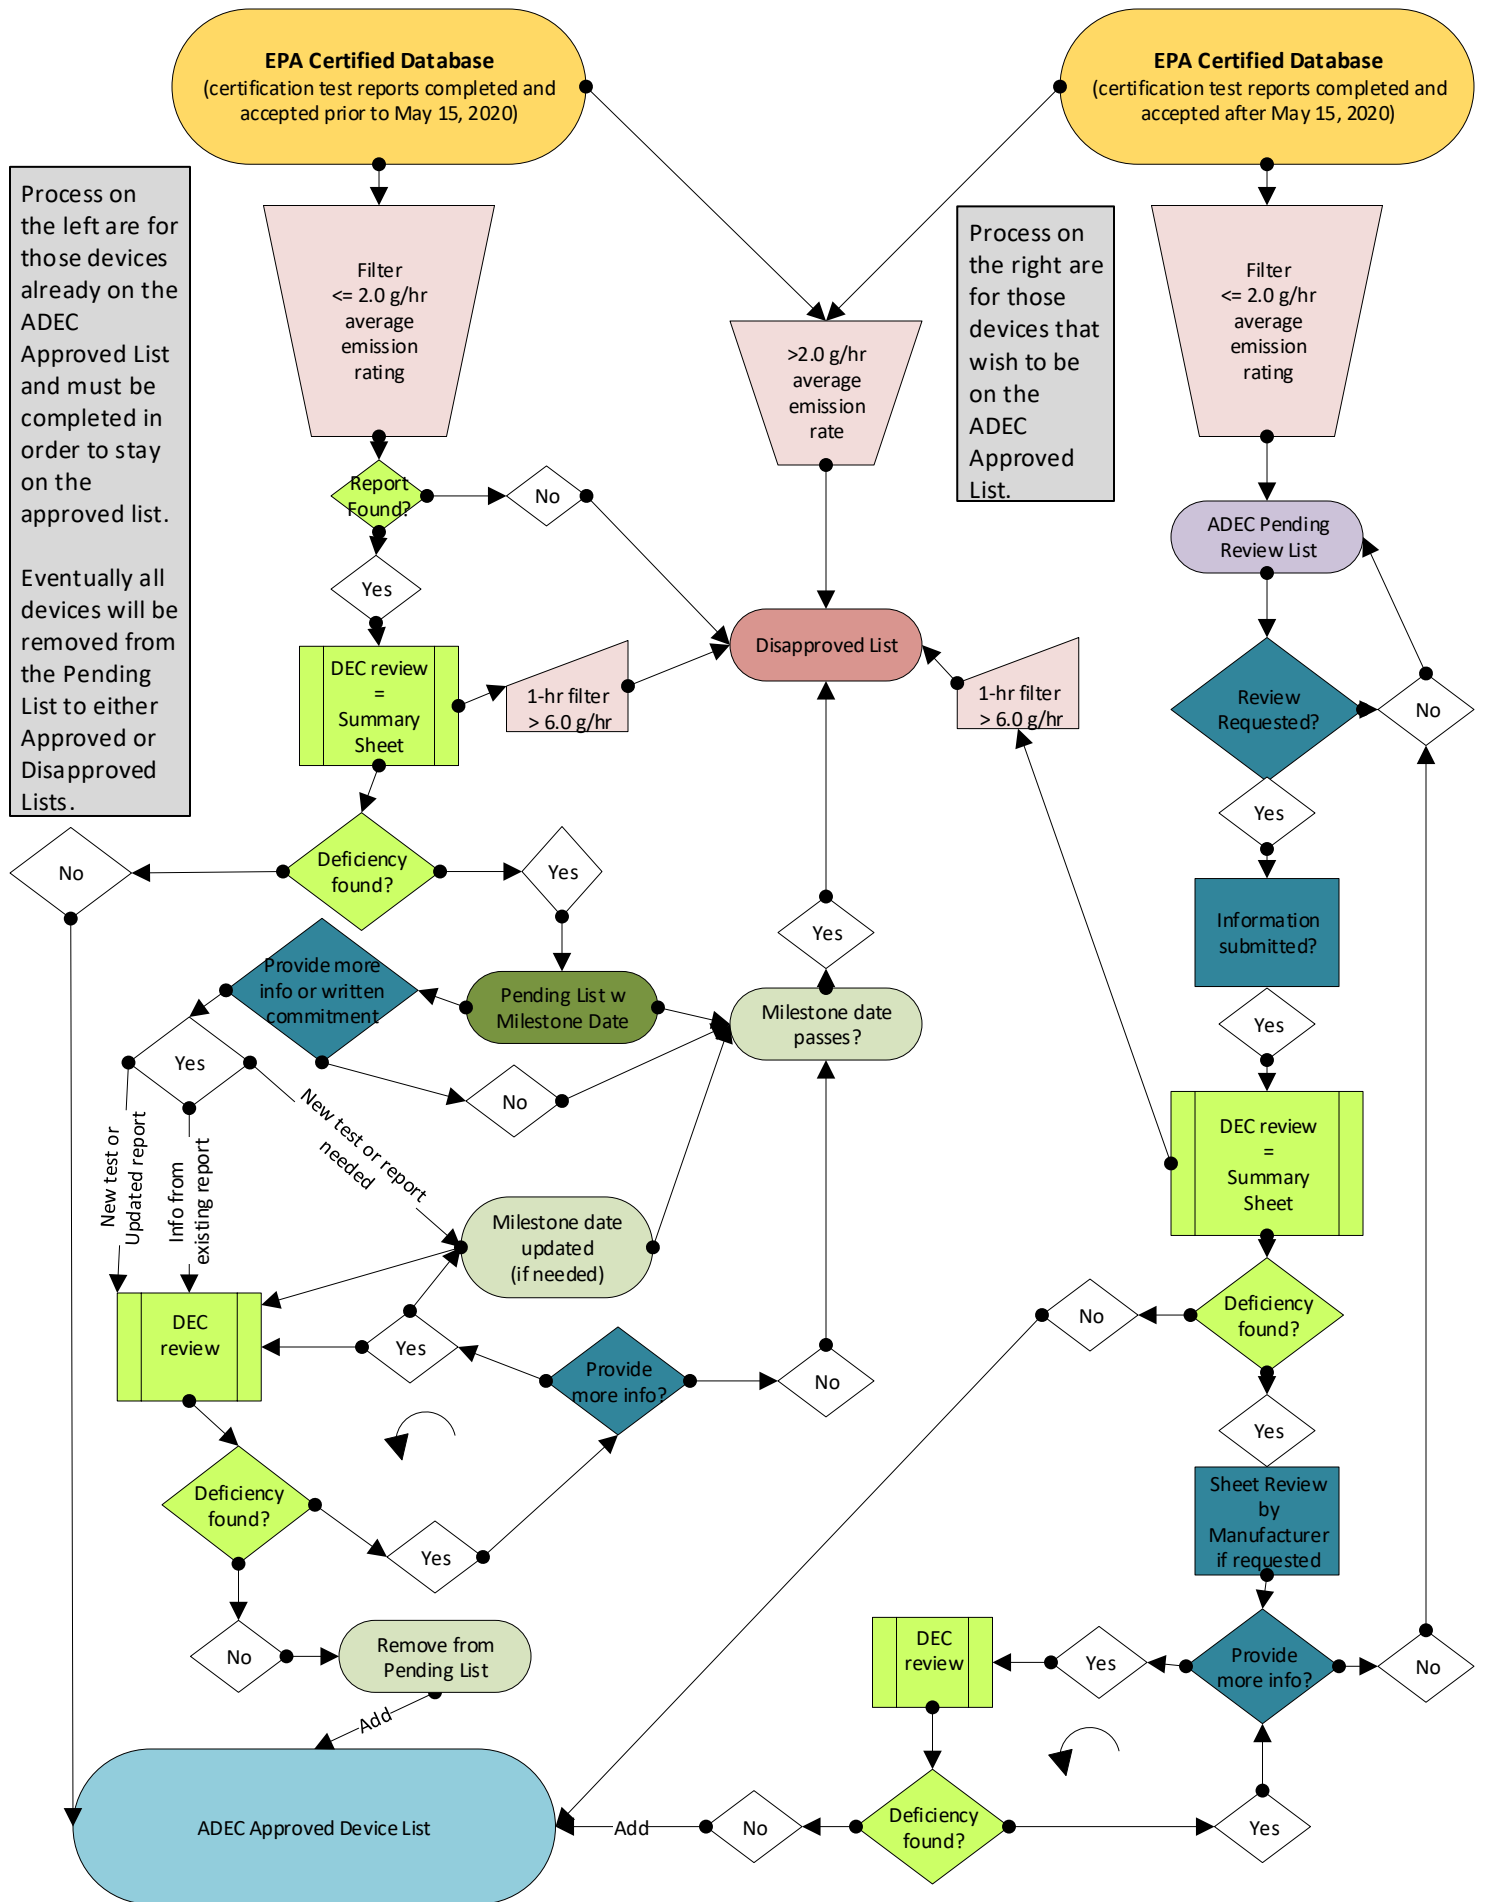 EPA Certified Database
(certification test reports completed and
accepted prior to May 15, 2020)
EPA Certified Database
(certification test reports completed and
accepted after May 15, 2020)
Process on
the left are for
those devices
already on the
ADEC
Approved List
and must be
completed in
order to stay
on the
approved list.
Eventually all
devices will be
removed from
the Pending
List to either
Approved or
Disapproved
Lists.
Filter
<= 2.0 g/hr
average
emission
rating
>2.0 g/hr
average
emission
rate
Process on
the right are
for those
devices that
wish to be
on the
ADEC
Approved
List.
Filter
<= 2.0 g/hr
average
emission
rating
Report
Found?
No
Yes
ADEC Pending
Review List
DEC review
=
Summary
Sheet
1-hr filter
> 6.0 g/hr
Disapproved List
1-hr filter
> 6.0 g/hr
Review
Requested?
No
Yes
No
Deficiency
found?
Yes
Yes
Information
submitted?
Yes
Provide more
info or written
commitment
Pending List w
Milestone Date
Milestone date
passes?
Yes
No
New test or
Updated report
Info from
existing report
New test or report
needed
DEC review
=
Summary
Sheet
Milestone date
updated
(if needed)
DEC
review
Yes
Provide
more info?
No
No
Deficiency
found?
Yes
Deficiency
found?
Yes
Sheet Review
by
Manufacturer
if requested
No
Remove from
Pending List
Add
DEC
review
Yes
Provide
more info?
No
ADEC Approved Device List
Add
No
Deficiency
found?
Yes